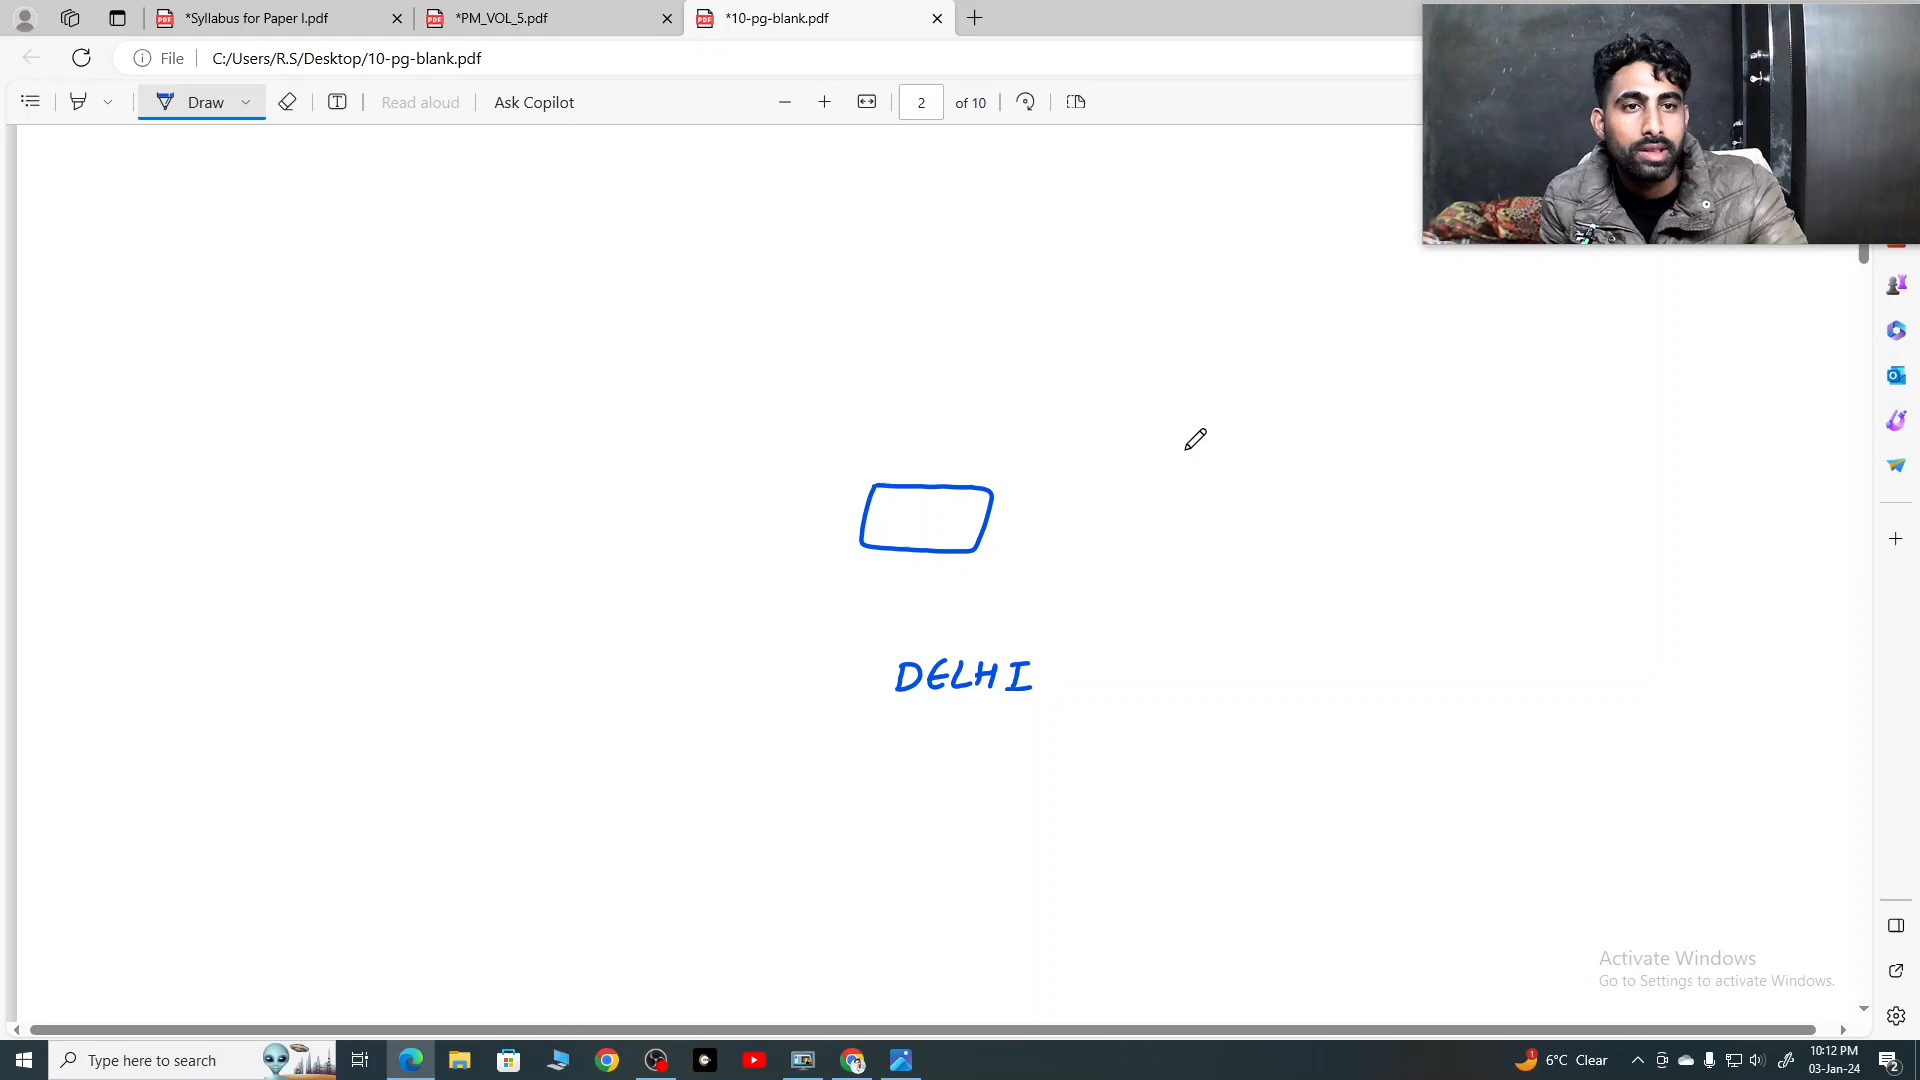 *Syllabus for Paper I.pdf
*PM_VOL_5.pdf
*10-pg-blank.pdf
File
C:/Users/R.S/Desktop/10-pg-blank.pdf
Draw
Read aloud
Ask Copilot
2
of 10
DELHI
Activate Windows
Go to Settings to activate Windows.
Type here to search
1
6°C Clear
10:12 PM
03-Jan-24
2